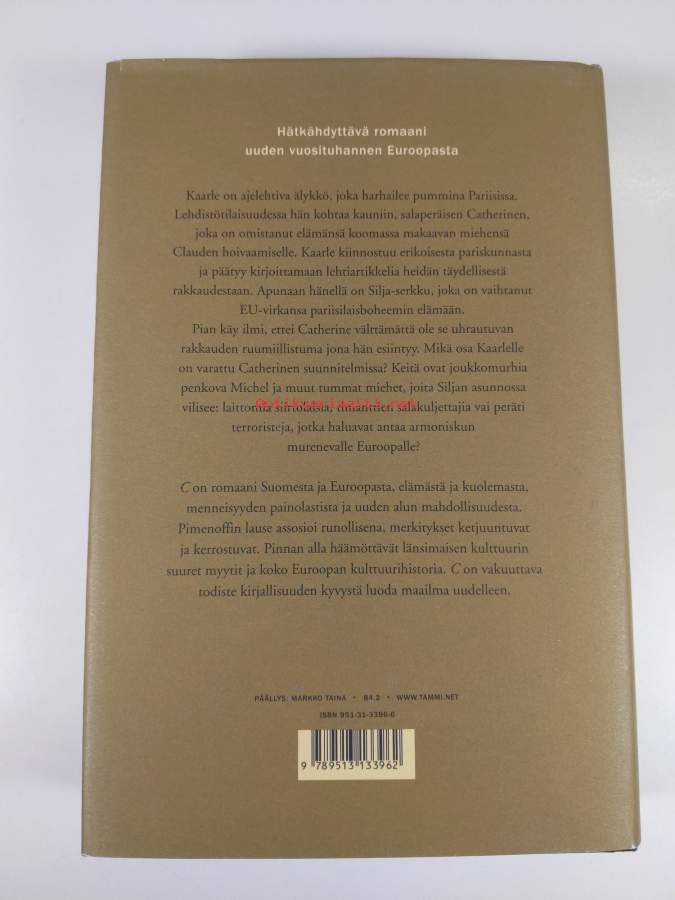 Hätkähdyttävä romaani
uuden vuosituhannen Euroopasta
Kaarle on ajelehtiva älykkö, joka harhailee pummina Pariisissa.
Lehdistötilaisuudessa hän kohtaa kauniin, salaperäisen Catherinen,
joka on omistanut elämänsä koomassa makaavan miehensä
Clauden hoivaamiselle. Kaarle kiinnostuu erikoisesta pariskunnasta
ja päätyy kirjoittamaan lehtiartikkelia heidän täydellisestä
rakkaudestaan. Apunaan hänellä on Silja-serkku, joka on vaihtanut
EU-virkansa pariisilaisboheemin elämään.
Pian käy ilmi, ettei Catherine välttämättä ole se uhrautuvan
rakkauden ruumiillistuma jona hän esiintyy. Mikä osa Kaarlelle
on varattu Catherinen suunnitelmissa? Keitä ovat joukkomurhia
penkova Michel ja muut tummat miehet, joita Siljan asunnossa
Antikvariaatti.net
vilisee: laittomia siirtolaisia, timanttien salakuljettajia vai peräti
terroristeja, jotka haluavat antaa armoniskun
murenevalle Euroopalle?
C on romaani Suomesta ja Euroopasta, elämästä ja kuolemasta,
menneisyyden painolastista ja uuden alun mahdollisuudesta.
Pimenoffin lause assosioi runollisena, merkitykset ketjuuntuvat
ja kerrostuvat. Pinnan alla häämöttävät länsimaisen kulttuurin
suuret myytit ja koko Euroopan kulttuurihistoria. C on vakuuttava
todiste kirjallisuuden kyvystä luoda maailma uudelleen.
PÄÄLLYS: MARKKO TAINA • 84.2 • WWW.TAMMI.NET
ISBN 951-31-3396-6
9 789513 133962